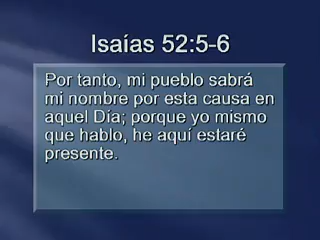 Isaías 52:5-6
Por tanto, mi pueblo sabrá
mi nombre por esta causa en
aquel Día; porque yo mismo
que hablo, he aquí estaré
presente.